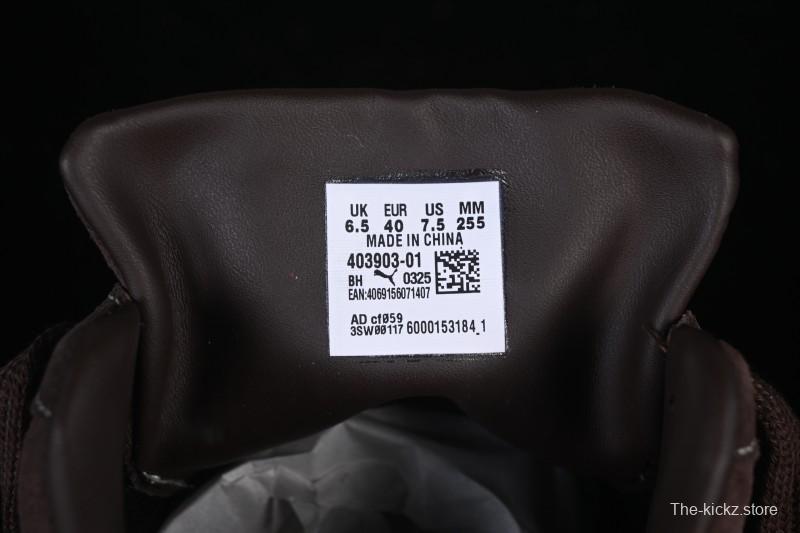 UK EUR US MM
6.5 40 7.5 255
MADE IN CHINA
403903-01
BH 0325
EAN:4069156071407
AD cf059
3SW00117 6000153184_1
The-kickz.store